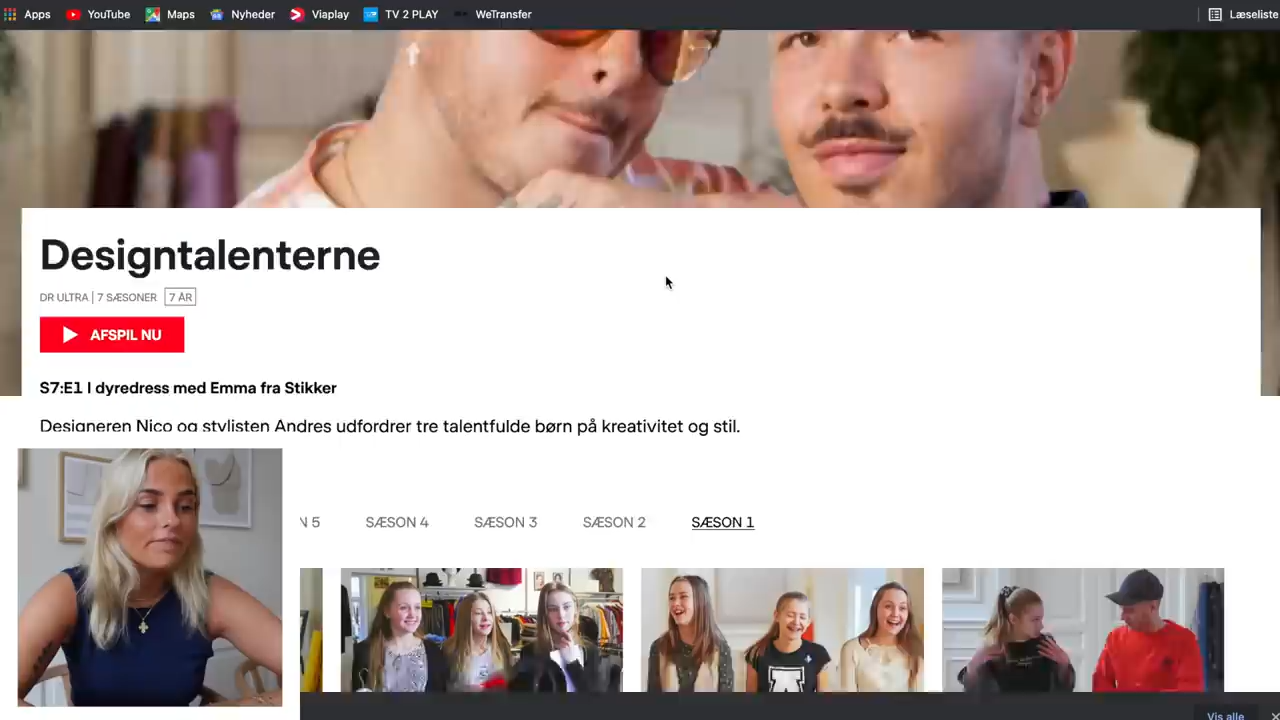 Apps YouTube Maps Nyheder Viaplay TV 2 PLAY WeTransfer Læseliste
Designtalenterne
DR ULTRA | 7 SÆSONER 7 ÅR
AFSPIL NU
S7:E1 I dyredress med Emma fra Stikker
Designeren Nico og stylisten Andres udfordrer tre talentfulde børn på kreativitet og stil.
N 5 SÆSON 4 SÆSON 3 SÆSON 2 SÆSON 1
A
Vis alle